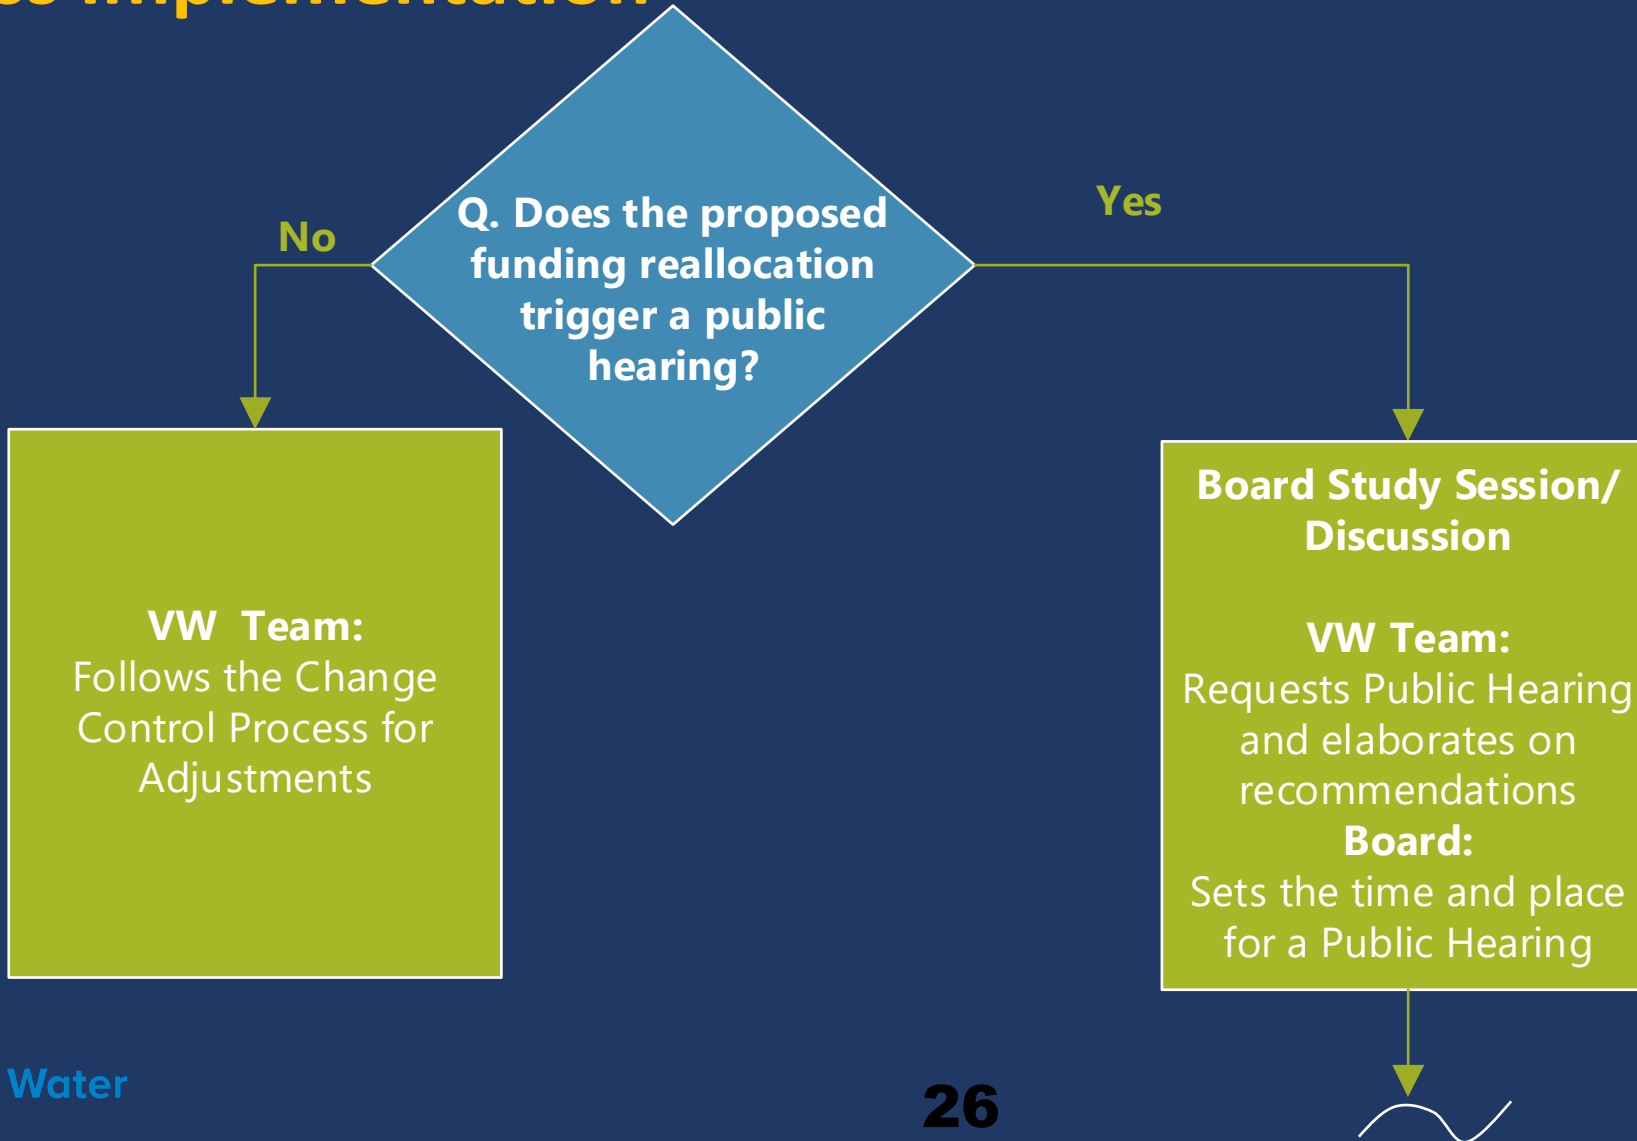 Implementation
No
Q. Does the proposed
funding reallocation
trigger a public
hearing?
Yes
VW Team:
Follows the Change
Control Process for
Adjustments
Board Study Session/
Discussion
VW Team:
Requests Public Hearing
and elaborates on
recommendations
Board:
Sets the time and place
for a Public Hearing
Water
26